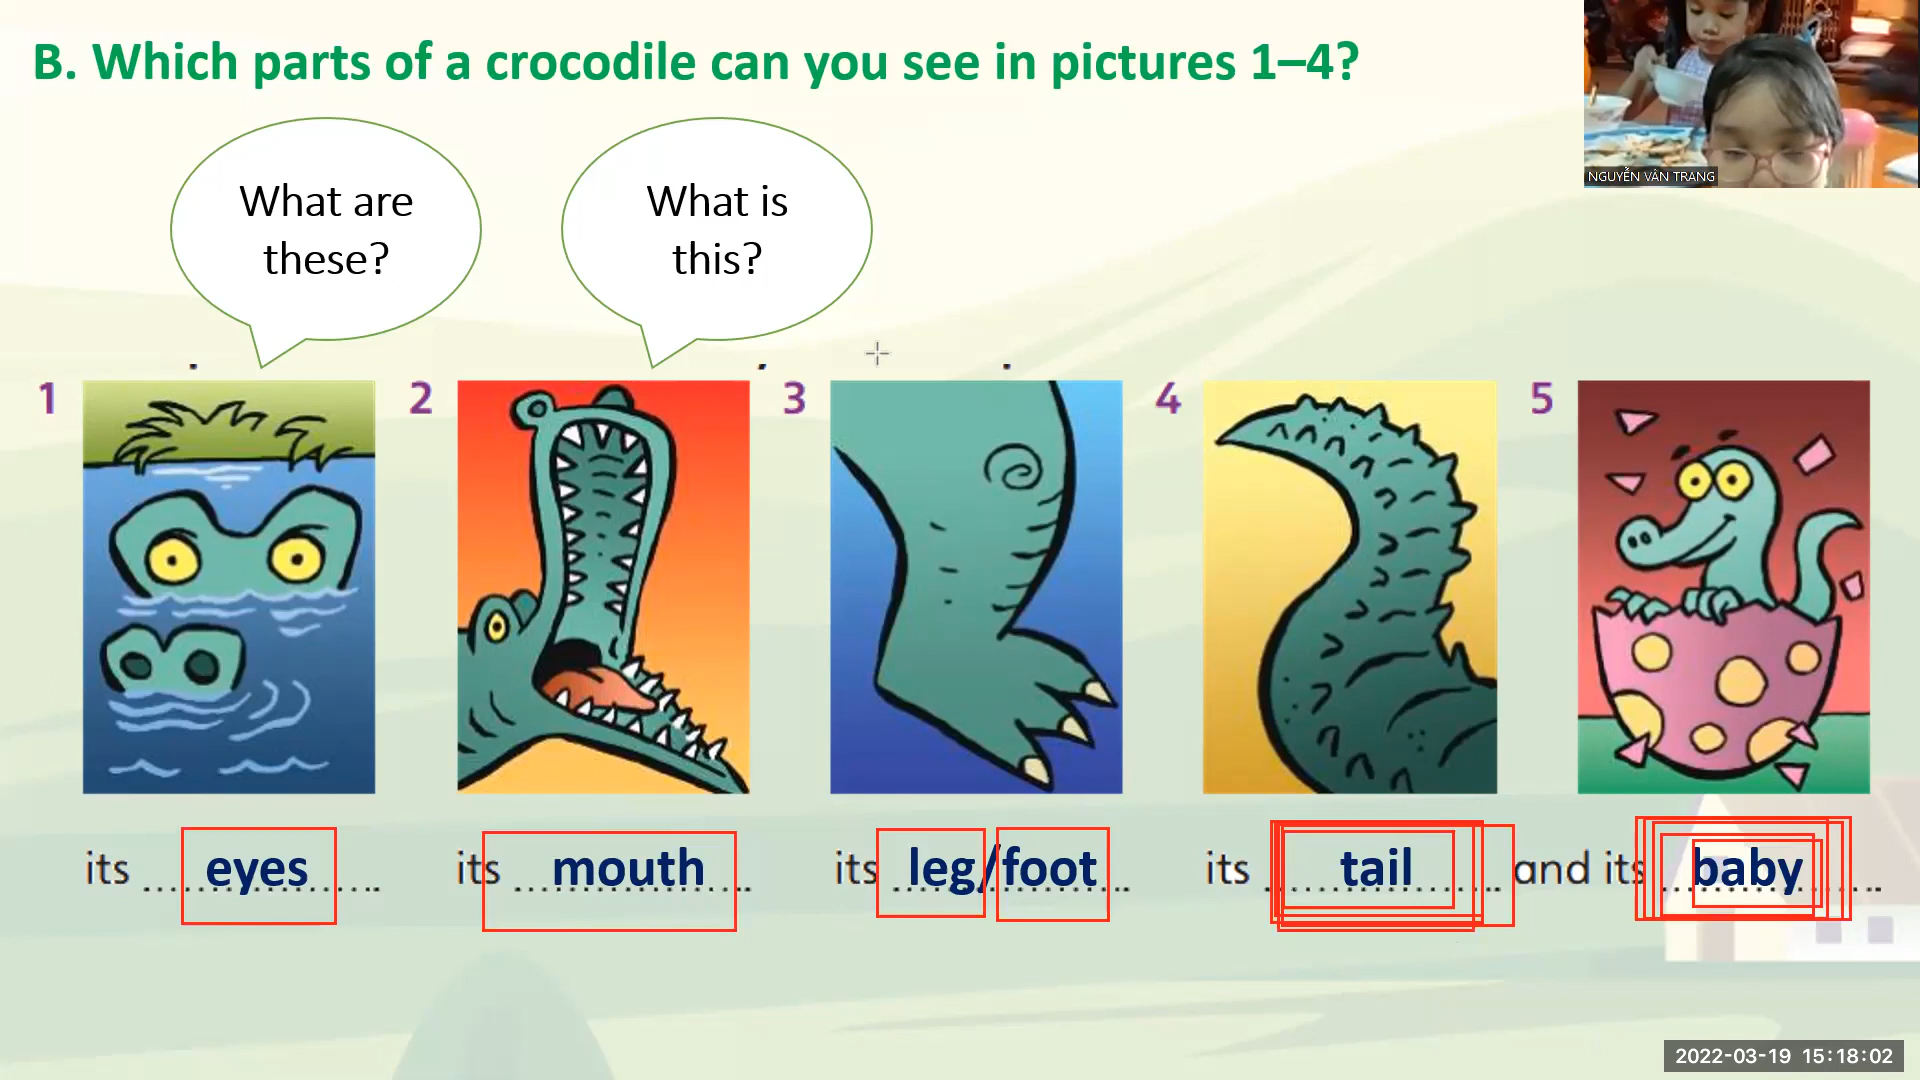 B. Which parts of a crocodile can you see in pictures 1–4?
NGUYỄN VÂN TRANG
What are
these?
What is
this?
1
2
3
4
5
its ........ eyes ........
its ........ mouth ........
its ........ leg/foot ........
its ........ tail ........ and its ........ baby ........
2022-03-19 15:18:02